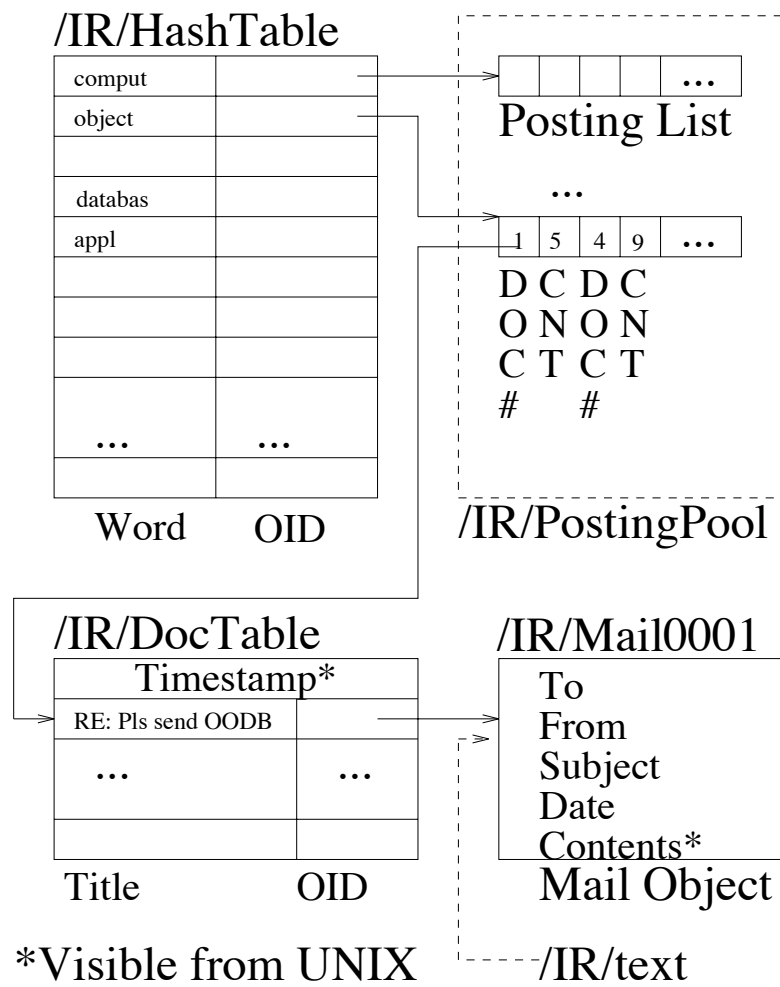 /IR/HashTable
comput
object
databas
appl
... ...
Word OID
...
Posting List
...
1 5 4 9 ...
D C D C
O N O N
C T C T
# #
/IR/PostingPool
/IR/DocTable
Timestamp*
RE: Pls send OODB
... ...
Title OID
/IR/Mail0001
To
From
Subject
Date
Contents*
Mail Object
*Visible from UNIX
/IR/text